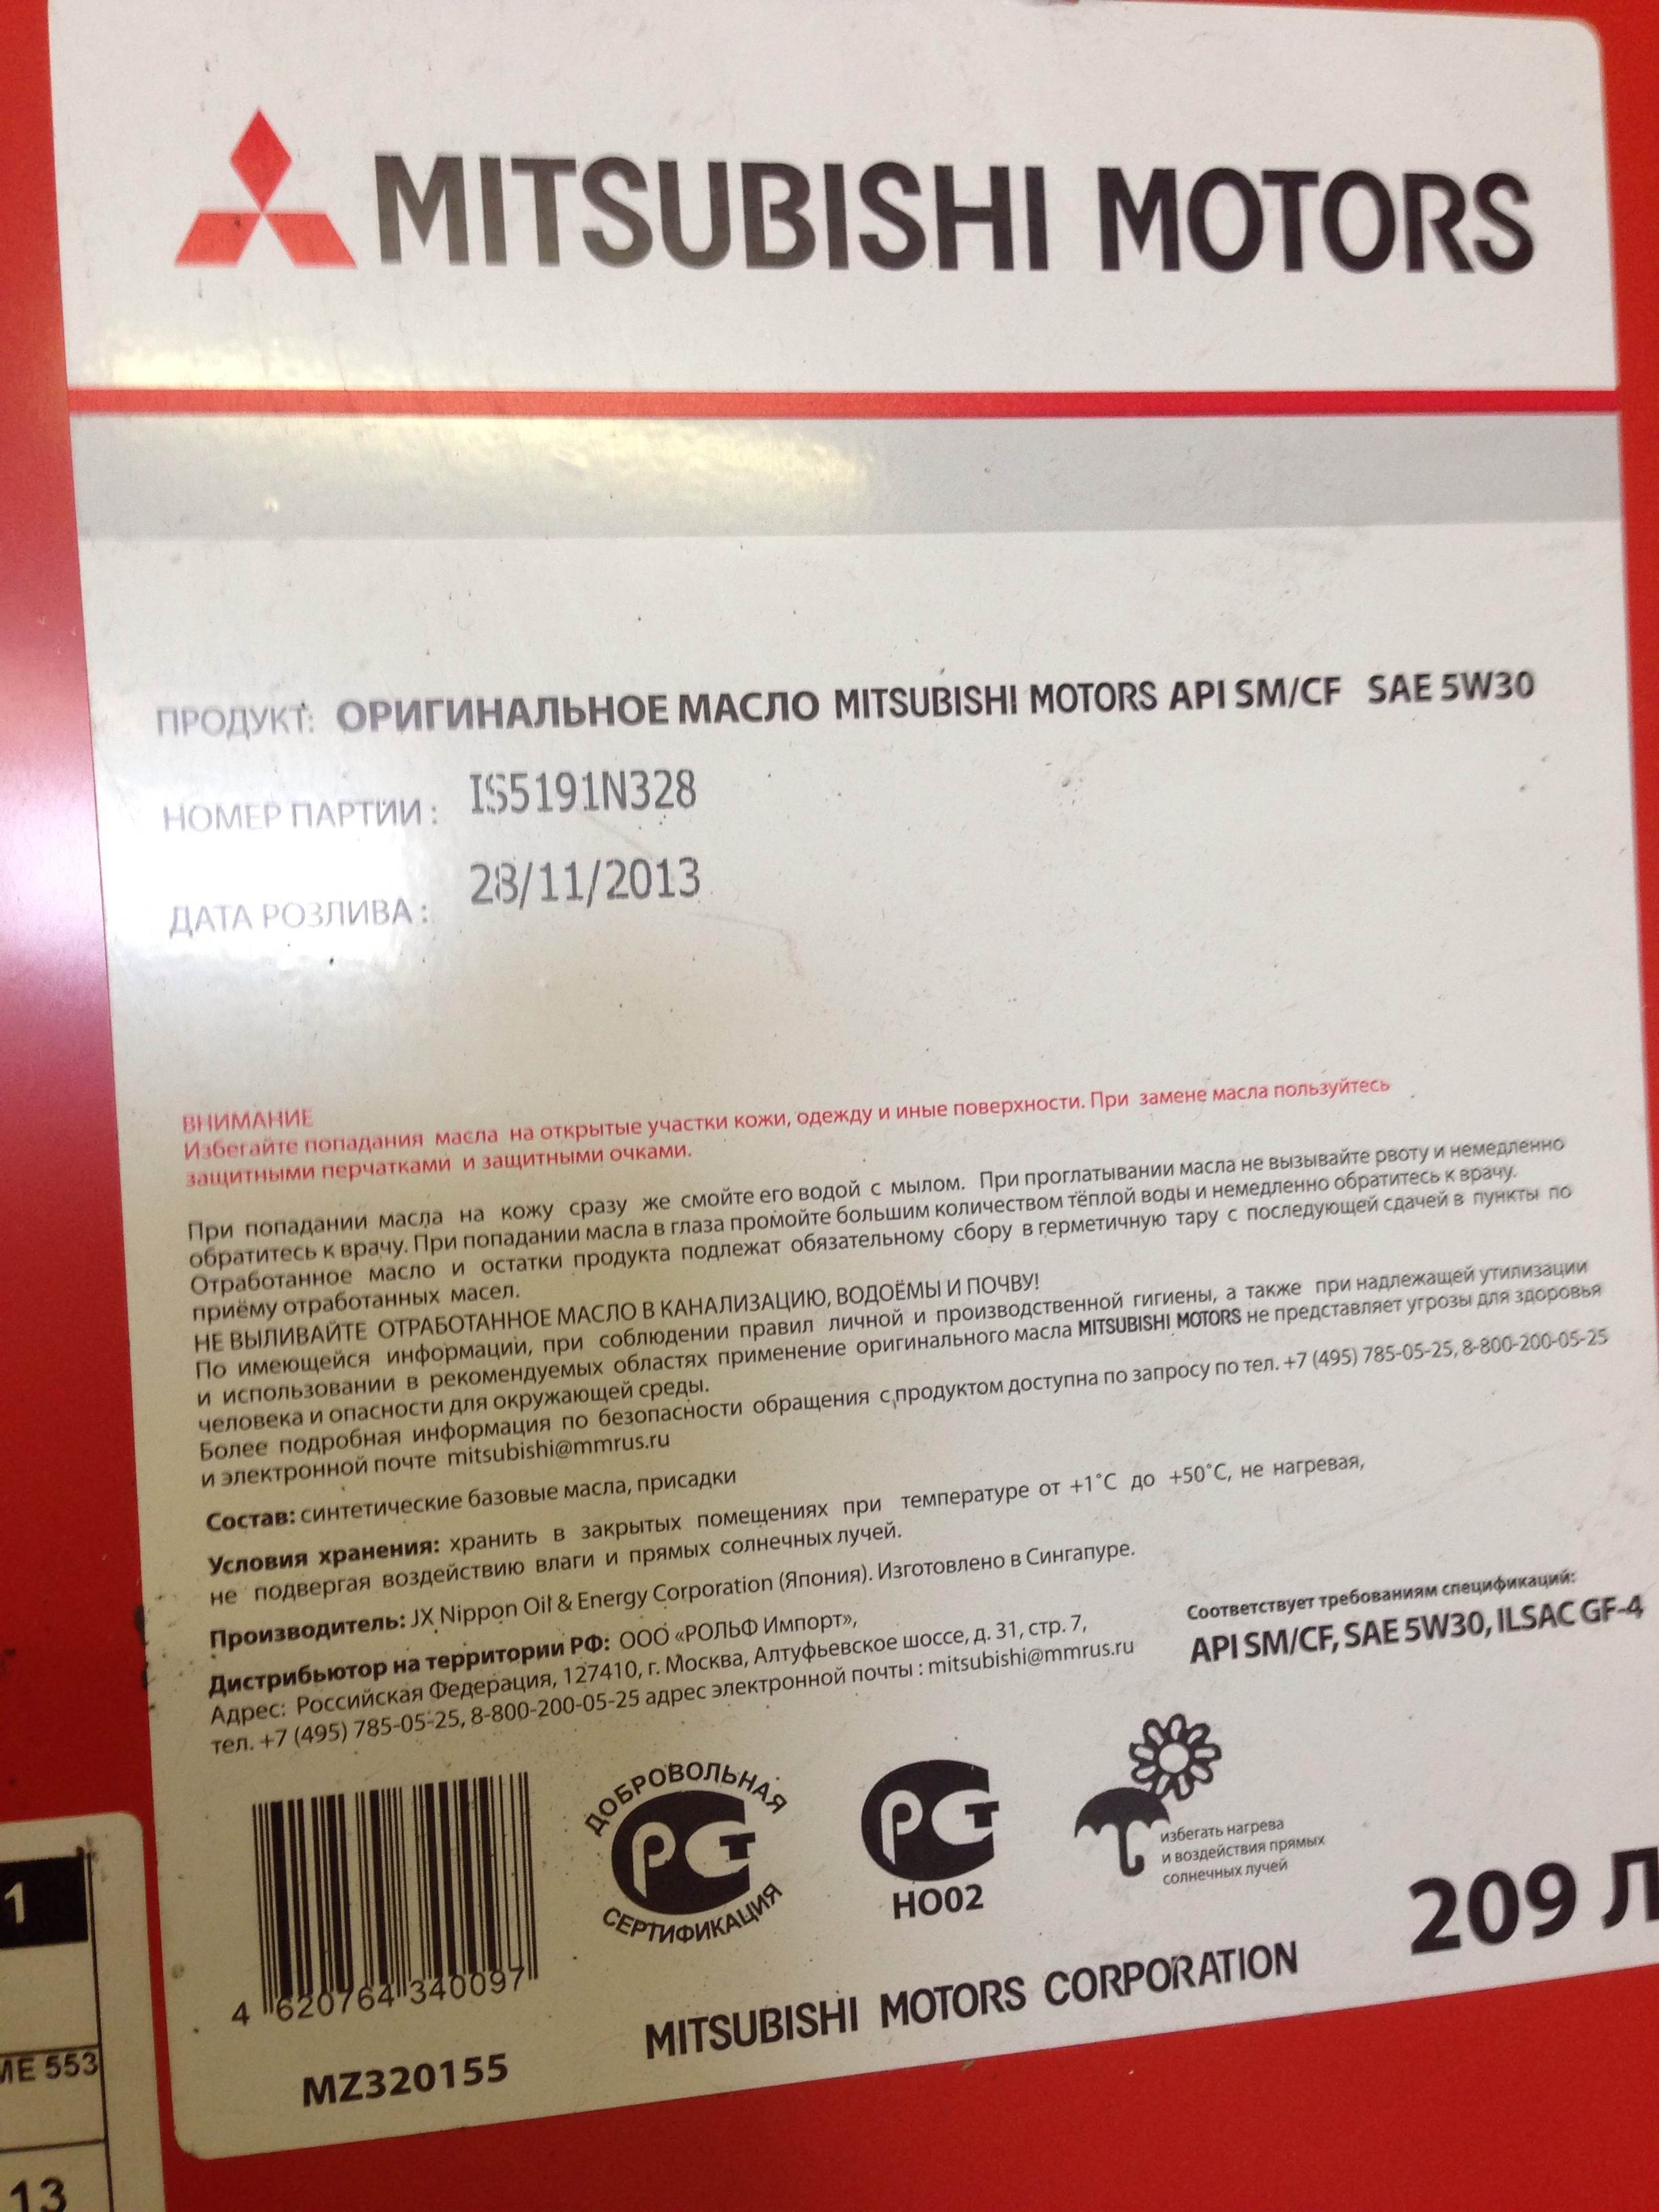 MITSUBISHI MOTORS
ПРОДУКТ: ОРИГИНАЛЬНОЕ МАСЛО MITSUBISHI MOTORS API SM/CF SAE 5W30
НОМЕР ПАРТИИ : IS5191N328
ДАТА РОЗЛИВА : 28/11/2013
ВНИМАНИЕ
Избегайте попадания масла на открытые участки кожи, одежду и иные поверхности. При замене масла пользуйтесь
защитными перчатками и защитными очками.
При попадании масла на кожу сразу же смойте его водой с мылом. При проглатывании масла не вызывайте рвоту и немедленно
обратитесь к врачу. При попадании масла в глаза промойте большим количеством тёплой воды и немедленно обратитесь к врачу.
Отработанное масло и остатки продукта подлежат обязательному сбору в герметичную тару с последующей сдачей в пункты по
приёму отработанных масел.
НЕ ВЫЛИВАЙТЕ ОТРАБОТАННОЕ МАСЛО В КАНАЛИЗАЦИЮ, ВОДОЁМЫ И ПОЧВУ!
По имеющейся информации, при соблюдении правил личной и производственной гигиены, а также при надлежащей утилизации
и использовании в рекомендуемых областях применение оригинального масла MITSUBISHI MOTORS не представляет угрозы для здоровья
человека и опасности для окружающей среды.
Более подробная информация по безопасности обращения с продуктом доступна по запросу по тел. +7 (495) 785-05-25, 8-800-200-05-25
и электронной почте mitsubishi@mmrus.ru
Состав: синтетические базовые масла, присадки
Условия хранения: хранить в закрытых помещениях при температуре от +1˚C до +50˚C, не нагревая,
не подвергая воздействию влаги и прямых солнечных лучей.
Производитель: JX Nippon Oil & Energy Corporation (Япония). Изготовлено в Сингапуре.
Дистрибьютор на территории РФ: ООО «РОЛЬФ Импорт»,
Адрес: Российская Федерация, 127410, г. Москва, Алтуфьевское шоссе, д. 31, стр. 7,
тел. +7 (495) 785-05-25, 8-800-200-05-25 адрес электронной почты : mitsubishi@mmrus.ru
Соответствует требованиям спецификаций:
API SM/CF, SAE 5W30, ILSAC GF-4
ДОБРОВОЛЬНАЯ
РСТ
СЕРТИФИКАЦИЯ
РСТ
НО02
избегать нагрева
и воздействия прямых
солнечных лучей
4 620764 340097
209 Л
MITSUBISHI MOTORS CORPORATION
MZ320155
1
ME 553
13